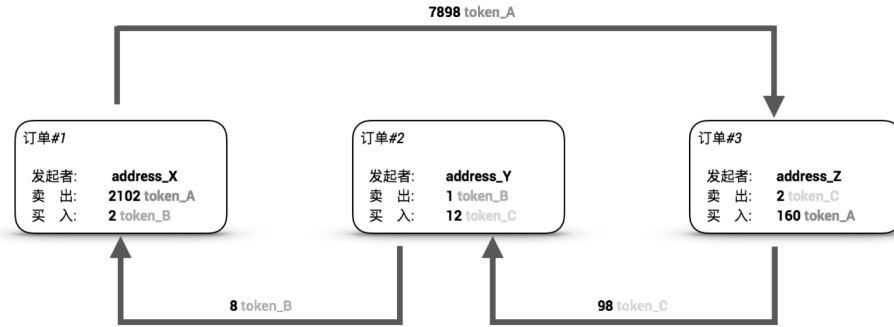 7898 token_A
订单#1
发起者: address_X
卖 出: 2102 token_A
买 入: 2 token_B
订单#2
发起者: address_Y
卖 出: 1 token_B
买 入: 12 token_C
订单#3
发起者: address_Z
卖 出: 2 token_C
买 入: 160 token_A
8 token_B
98 token_C